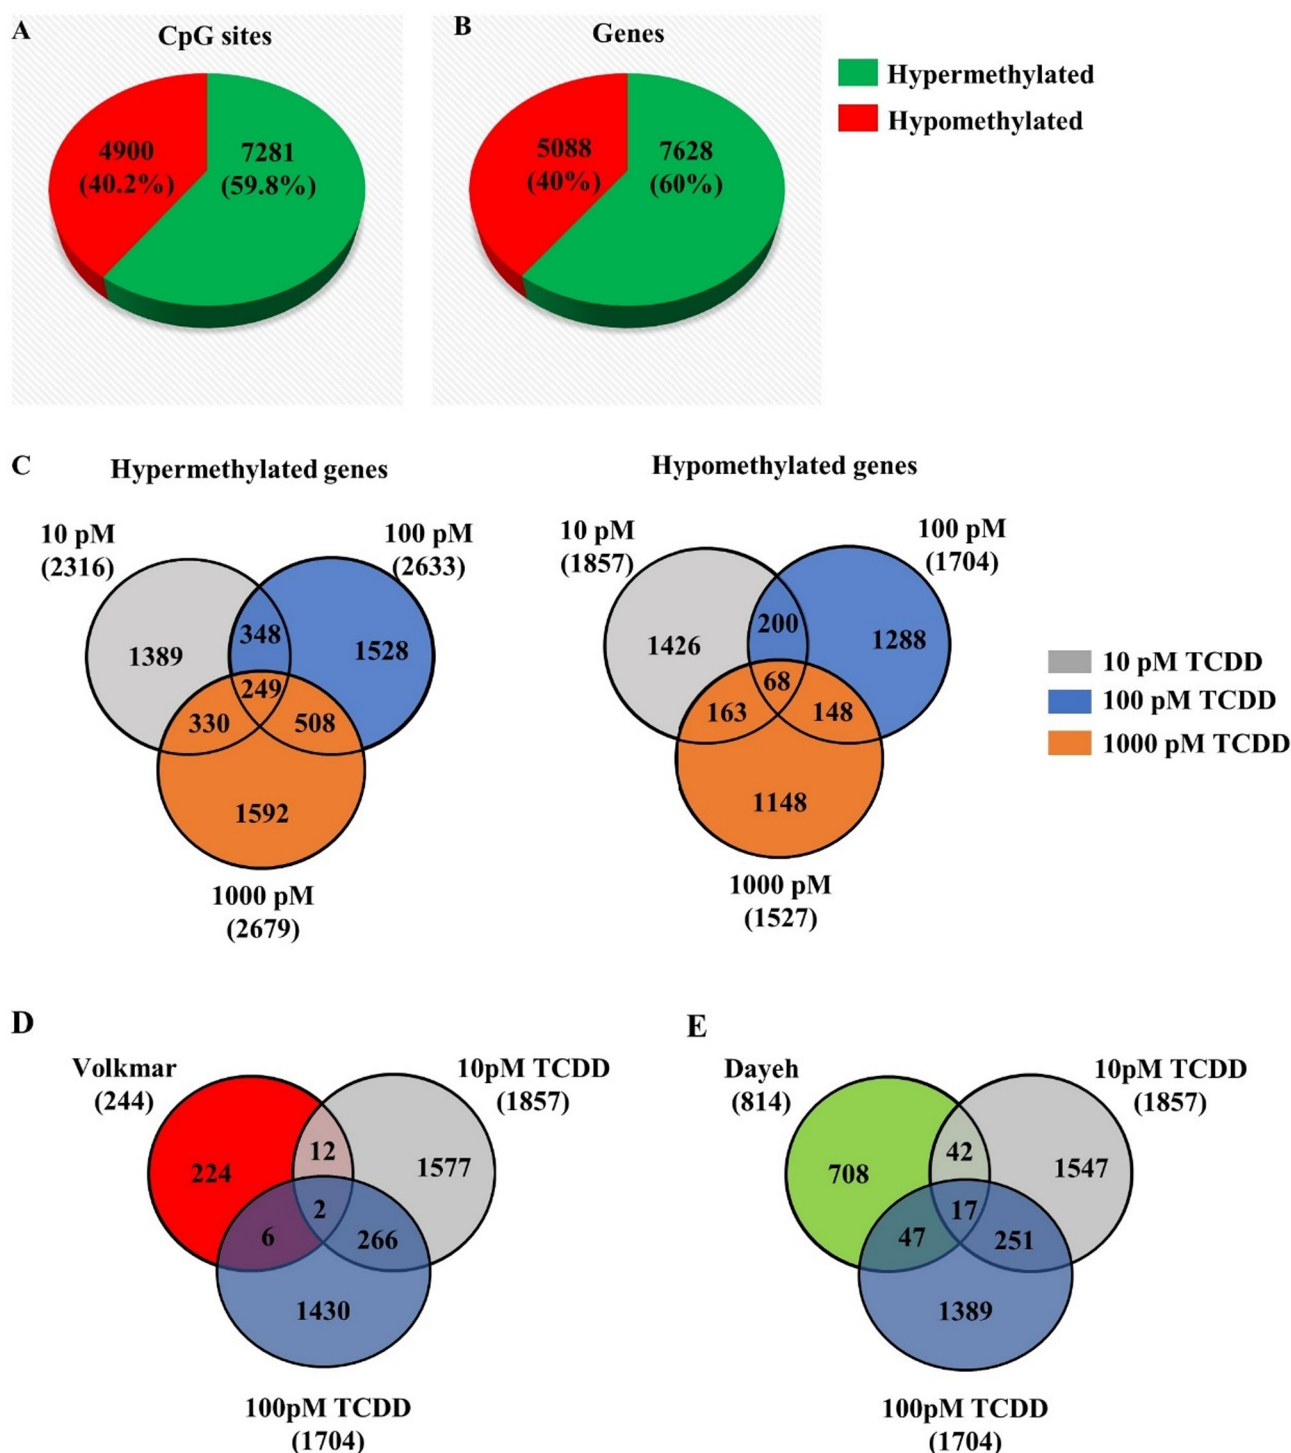 A
CpG sites
4900
(40.2%)
7281
(59.8%)
B
Genes
5088
(40%)
7628
(60%)
Hypermethylated
Hypomethylated
C
Hypermethylated genes
10 pM
(2316)
100 pM
(2633)
348
1389
1528
249
330
508
1592
1000 pM
(2679)
Hypomethylated genes
10 pM
(1857)
100 pM
(1704)
200
1426
1288
68
163
148
1148
1000 pM
(1527)
10 pM TCDD
100 pM TCDD
1000 pM TCDD
D
Volkmar
(244)
10pM TCDD
(1857)
12
224
1577
2
6
266
1430
100pM TCDD
(1704)
E
Dayeh
(814)
10pM TCDD
(1857)
42
708
1547
17
47
251
1389
100pM TCDD
(1704)